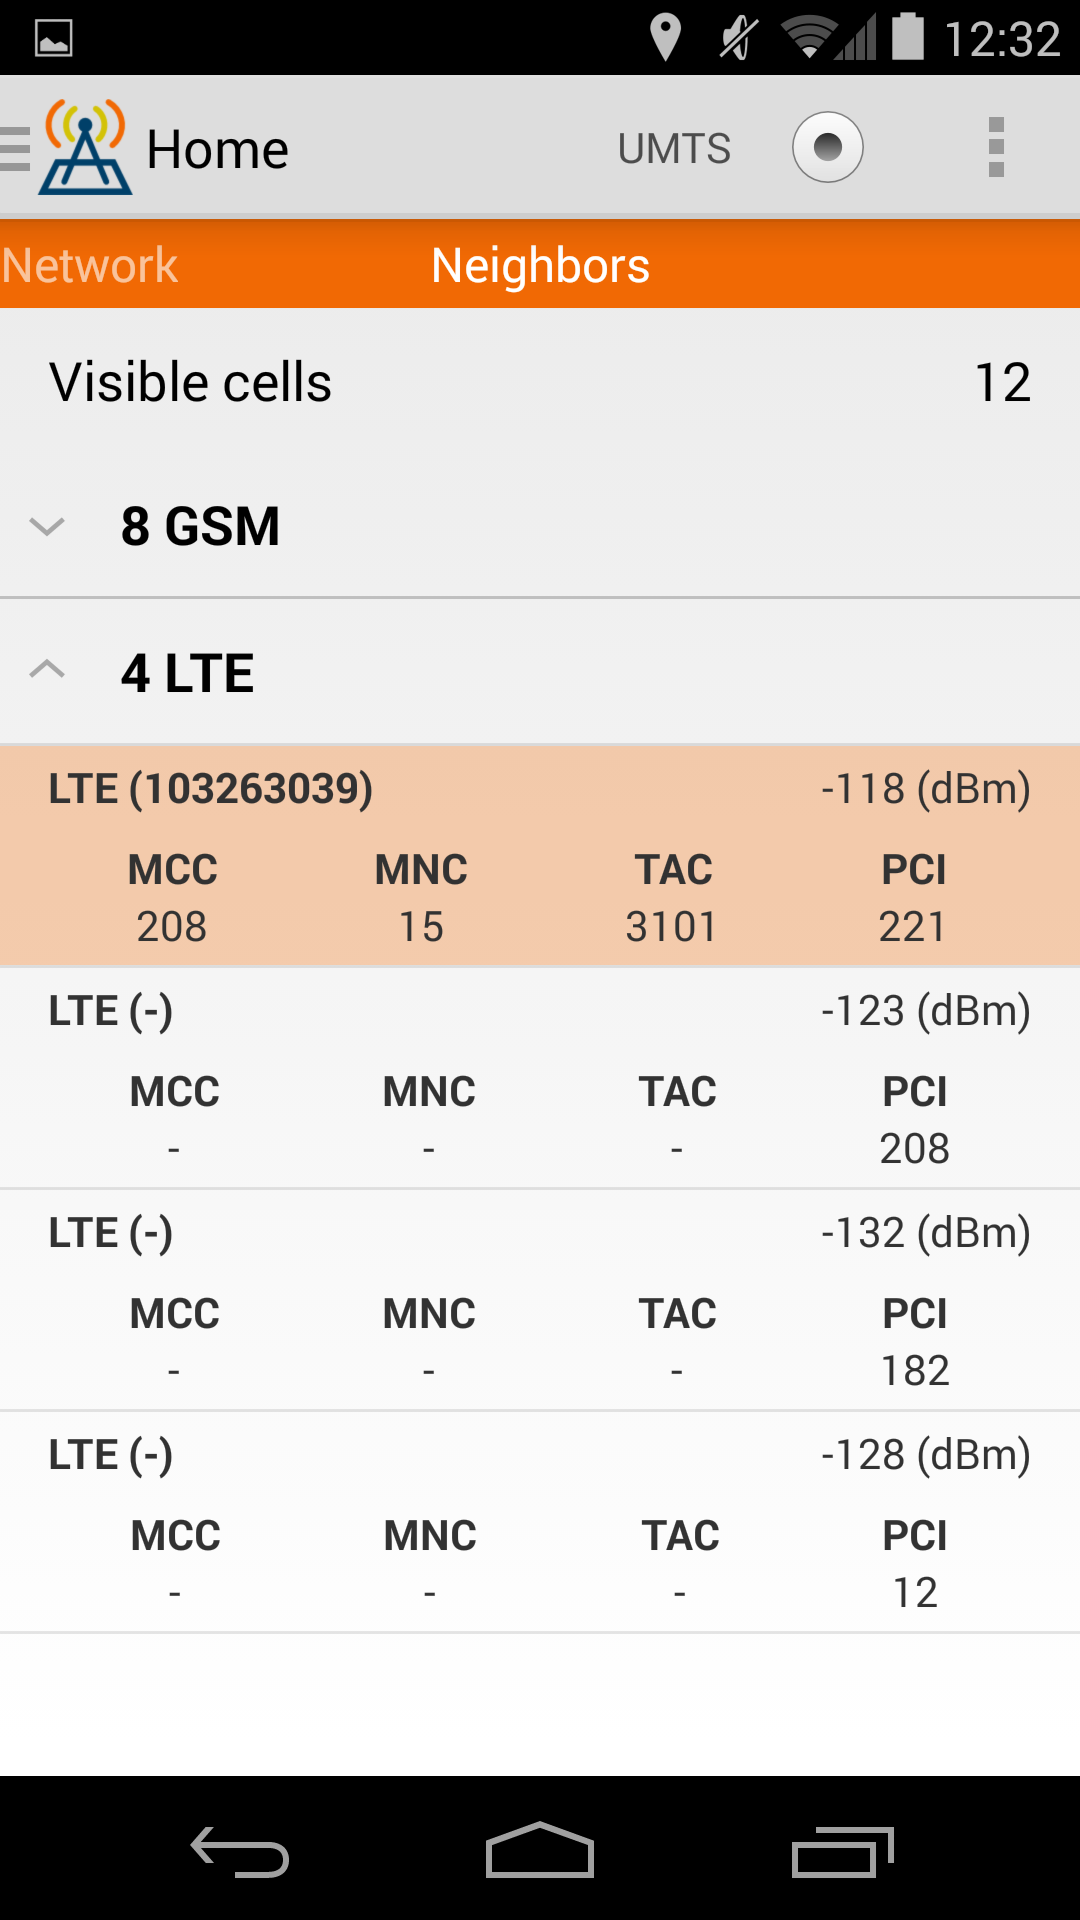 12:32
Home UMTS
Network Neighbors
Visible cells 12
8 GSM
4 LTE
LTE (103263039) -118 (dBm)
MCC MNC TAC PCI
208 15 3101 221
LTE (-) -123 (dBm)
MCC MNC TAC PCI
- - - 208
LTE (-) -132 (dBm)
MCC MNC TAC PCI
- - - 182
LTE (-) -128 (dBm)
MCC MNC TAC PCI
- - - 12